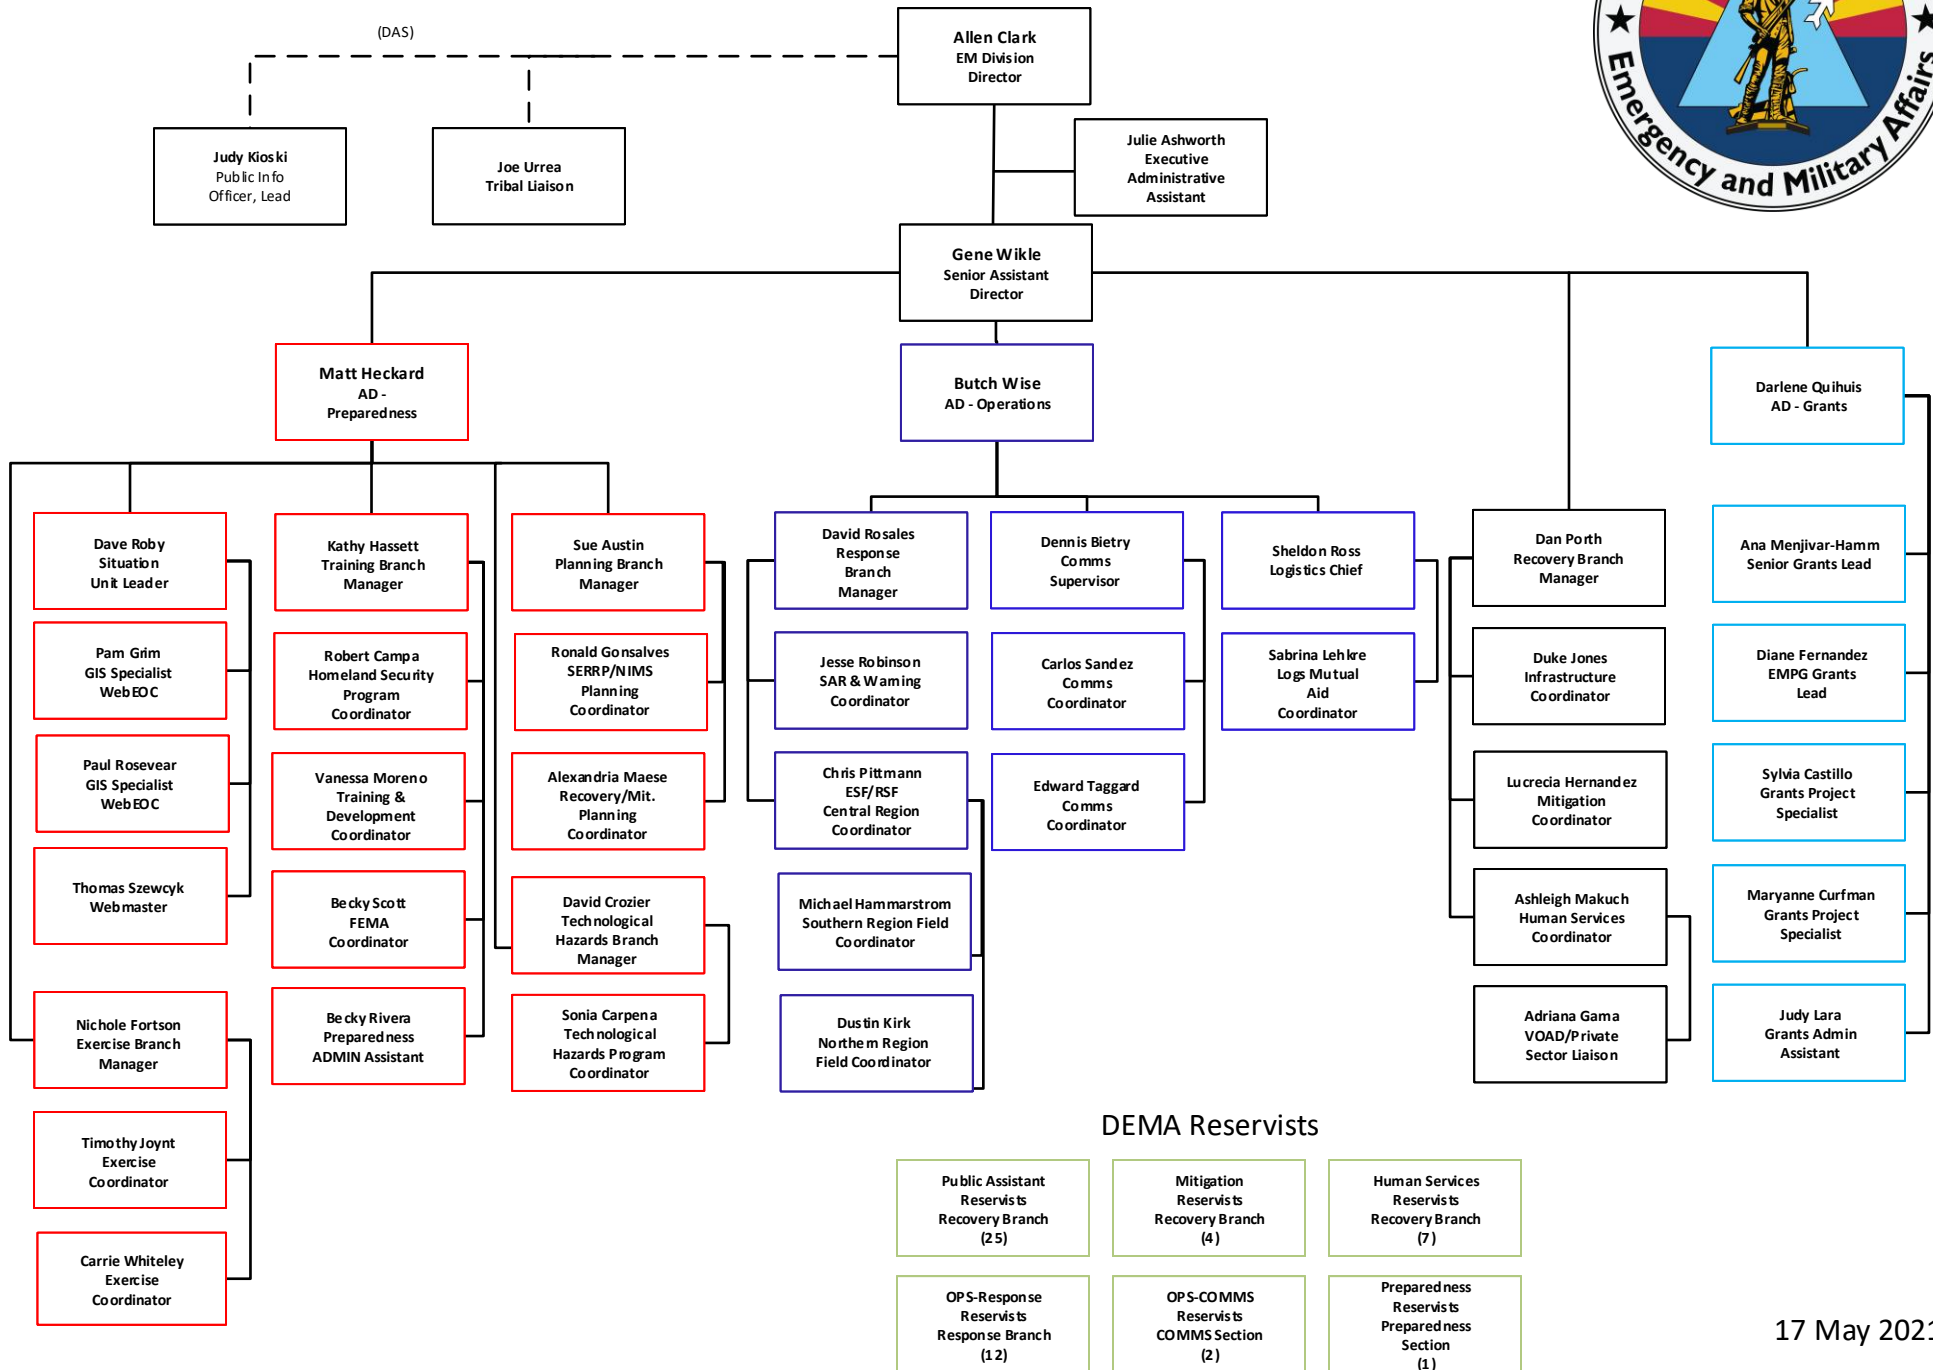 (DAS)
Allen Clark
EM Division
Director
Emergency and Military Affairs
Judy Kioski
Public Info
Officer, Lead
Joe Urrea
Tribal Liaison
Julie Ashworth
Executive
Administrative
Assistant
Gene Wikle
Senior Assistant
Director
Matt Heckard
AD -
Preparedness
Butch Wise
AD - Operations
Darlene Quihuis
AD - Grants
Dave Roby
Situation
Unit Leader
Kathy Hassett
Training Branch
Manager
Sue Austin
Planning Branch
Manager
David Rosales
Response
Branch
Manager
Dennis Bietry
Comms
Supervisor
Sheldon Ross
Logistics Chief
Dan Porth
Recovery Branch
Manager
Ana Menjivar-Hamm
Senior Grants Lead
Pam Grim
GIS Specialist
WebEOC
Robert Campa
Homeland Security
Program
Coordinator
Ronald Gonsalves
SERRP/NIMS
Planning
Coordinator
Jesse Robinson
SAR & Warning
Coordinator
Carlos Sandez
Comms
Coordinator
Sabrina Lehkre
Logs Mutual
Aid
Coordinator
Duke Jones
Infrastructure
Coordinator
Diane Fernandez
EMPG Grants
Lead
Paul Rosevear
GIS Specialist
WebEOC
Vanessa Moreno
Training &
Development
Coordinator
Alexandria Maese
Recovery/Mit.
Planning
Coordinator
Chris Pittmann
ESF/RSF
Central Region
Coordinator
Edward Taggard
Comms
Coordinator
Lucrecia Hernandez
Mitigation
Coordinator
Sylvia Castillo
Grants Project
Specialist
Thomas Szewcyk
Webmaster
Becky Scott
FEMA
Coordinator
David Crozier
Technological
Hazards Branch
Manager
Michael Hammarstrom
Southern Region Field
Coordinator
Ashleigh Makuch
Human Services
Coordinator
Maryanne Curfman
Grants Project
Specialist
Nichole Fortson
Exercise Branch
Manager
Becky Rivera
Preparedness
ADMIN Assistant
Sonia Carpena
Technological
Hazards Program
Coordinator
Dustin Kirk
Northern Region
Field Coordinator
Adriana Gama
VOAD/Private
Sector Liaison
Judy Lara
Grants Admin
Assistant
Timothy Joynt
Exercise
Coordinator
Carrie Whiteley
Exercise
Coordinator
DEMA Reservists
Public Assistant
Reservists
Recovery Branch
(25)
Mitigation
Reservists
Recovery Branch
(4)
Human Services
Reservists
Recovery Branch
(7)
OPS-Response
Reservists
Response Branch
(12)
OPS-COMMS
Reservists
COMMS Section
(2)
Preparedness
Reservists
Preparedness
Section
(1)
17 May 2021